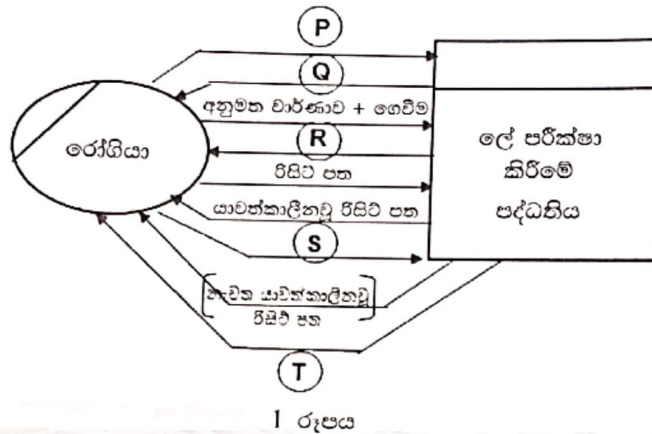 P
Q
අනුමත වාර්ණාව + ගෙවීම
R
රිසිට් පත
යාවත්කාලීනවූ රිසිට් පත
S
නැවත යාවත්කාලීනවූ
රිසිට් පත
T
රෝගියා
ලේ පරීක්ෂා
කිරීමේ
පද්ධතිය
1 රූපය